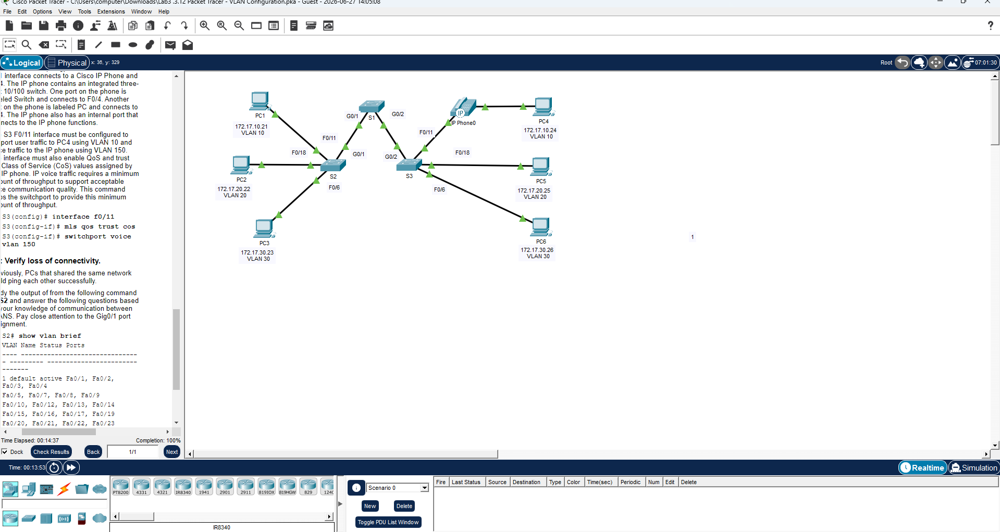 Cisco Packet Tracer - C:\Users\computer\Downloads\Lab3 .3.12 Packet Tracer - VLAN Configuration.pka - Guest - 2026-06-27 14:05:08
File Edit Options View Tools Extensions Window Help
?
Logical Physical x: 36, y: 329 Root 07:01:30
interface connects to a Cisco IP Phone and
4. The IP phone contains an integrated three-
: 10/100 switch. One port on the phone is
eled Switch and connects to F0/4. Another
: on the phone is labeled PC and connects to
4. The IP phone also has an internal port that
nects to the IP phone functions.
S3 F0/11 interface must be configured to
port user traffic to PC4 using VLAN 10 and
ce traffic to the IP phone using VLAN 150.
interface must also enable QoS and trust
Class of Service (CoS) values assigned by
IP phone. IP voice traffic requires a minimum
ount of throughput to support acceptable
ce communication quality. This command
os the switchport to provide this minimum
ount of throughput.
S3(config)# interface f0/11
S3(config-if)# mls qos trust cos
S3(config-if)# switchport voice
vlan 150
: Verify loss of connectivity.
viously, PCs that shared the same network
ld ping each other successfully.
dy the output of from the following command
S2 and answer the following questions based
your knowledge of communication between
ANS. Pay close attention to the Gig0/1 port
ignment.
S2# show vlan brief
VLAN Name Status Ports
---- -------------------------------
- --------- ------------------------
-------
1 default active Fa0/1, Fa0/2,
Fa0/3, Fa0/4
Fa0/5, Fa0/7, Fa0/8, Fa0/9
Fa0/10, Fa0/12, Fa0/13, Fa0/14
Fa0/15, Fa0/16, Fa0/17, Fa0/19
Fa0/20, Fa0/21, Fa0/22, Fa0/23
Time Elapsed: 00:14:37 Completion: 100%
Dock Check Results Back 1/1 Next
PC1
172.17.10.21
VLAN 10
G0/1
S1
G0/2
IP
IP Phone0
PC4
172.17.10.24
VLAN 10
F0/11
F0/11
F0/18
G0/1
G0/2
F0/18
PC2
172.17.20.22
VLAN 20
S2
F0/6
S3
F0/6
PC5
172.17.20.25
VLAN 20
PC3
172.17.30.23
VLAN 30
PC6
172.17.30.26
VLAN 30
1
Time: 00:13:53 Realtime Simulation
PT8200 4331 4321 IR8340 1941 2901 2911 819IOX 819HGW 829 1240
IR8340
Scenario 0
New Delete
Toggle PDU List Window
Fire Last Status Source Destination Type Color Time(sec) Periodic Num Edit Delete